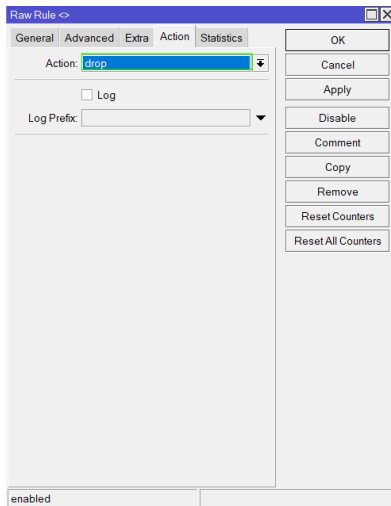 Raw Rule <>
General Advanced Extra Action Statistics
Action: drop
Log
Log Prefix:
OK
Cancel
Apply
Disable
Comment
Copy
Remove
Reset Counters
Reset All Counters
enabled